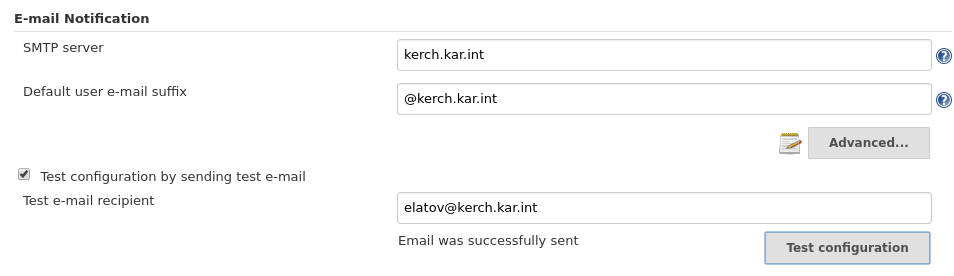 E-mail Notification
SMTP server
kerch.kar.int
Default user e-mail suffix
@kerch.kar.int
Advanced...
Test configuration by sending test e-mail
Test e-mail recipient
elatov@kerch.kar.int
Email was successfully sent
Test configuration